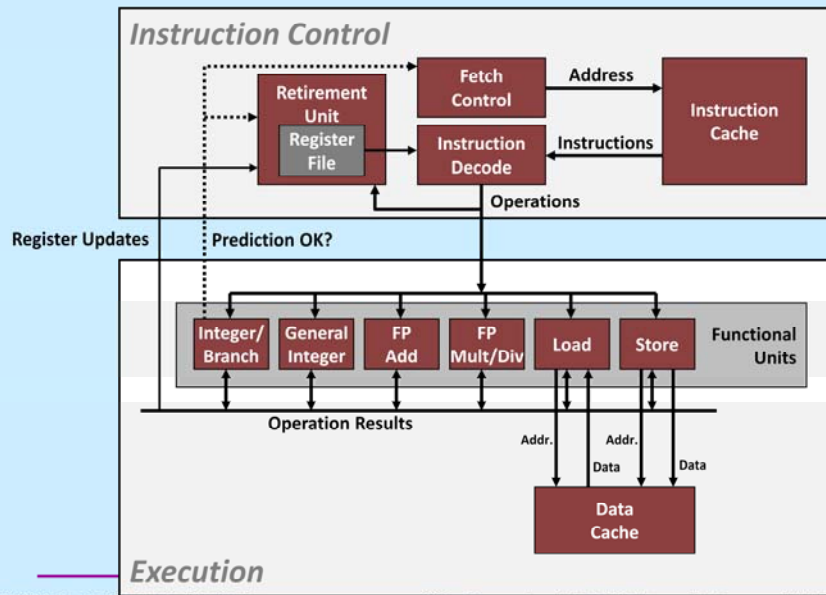 Instruction Control
Retirement
Unit
Register
File
Fetch
Control
Address
Instruction
Cache
Instruction
Decode
Instructions
Operations
Register Updates
Prediction OK?
Integer/
Branch
General
Integer
FP
Add
FP
Mult/Div
Load
Store
Functional
Units
Operation Results
Addr.
Data
Addr.
Data
Data
Cache
Execution